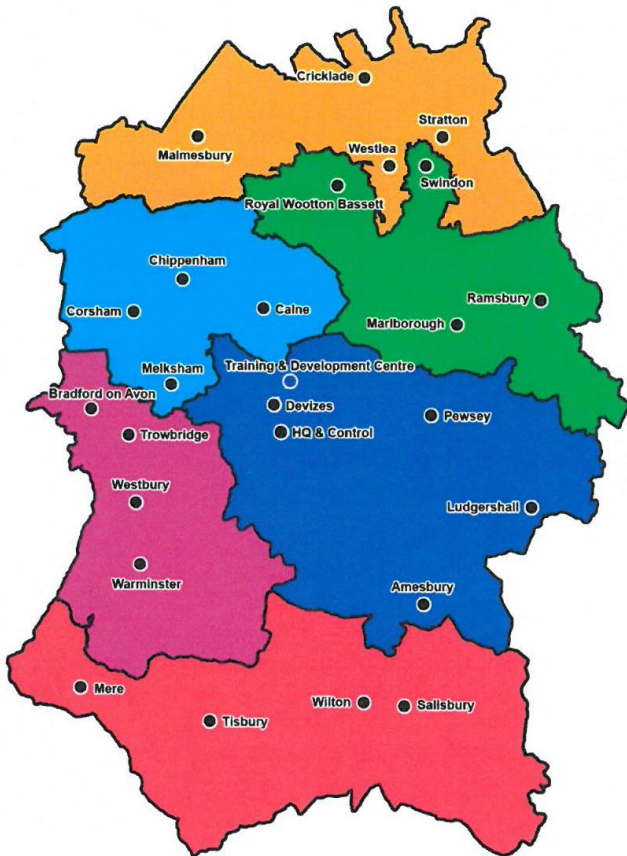 Cricklade
Stratton
Malmesbury
Westlea
Swindon
Royal Wootton Bassett
Chippenham
Ramsbury
Corsham
Calne
Marlborough
Training & Development Centre
Melksham
Bradford on Avon
Devizes
Pewsey
Trowbridge
HQ & Control
Westbury
Ludgershall
Warminster
Amesbury
Mere
Wilton
Salisbury
Tisbury